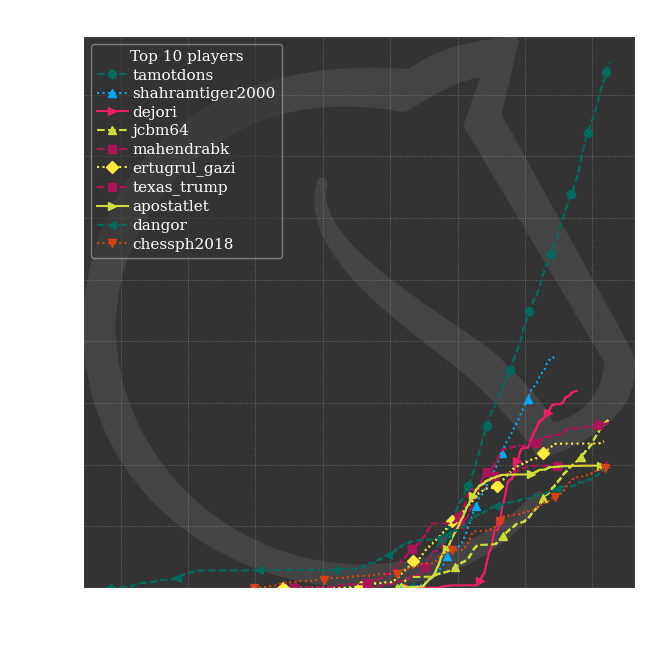 Top 10 players
tamotdons
shahramtiger2000
dejori
jcbm64
mahendrabk
ertugrul_gazi
texas_trump
apostatlet
dangor
chessph2018